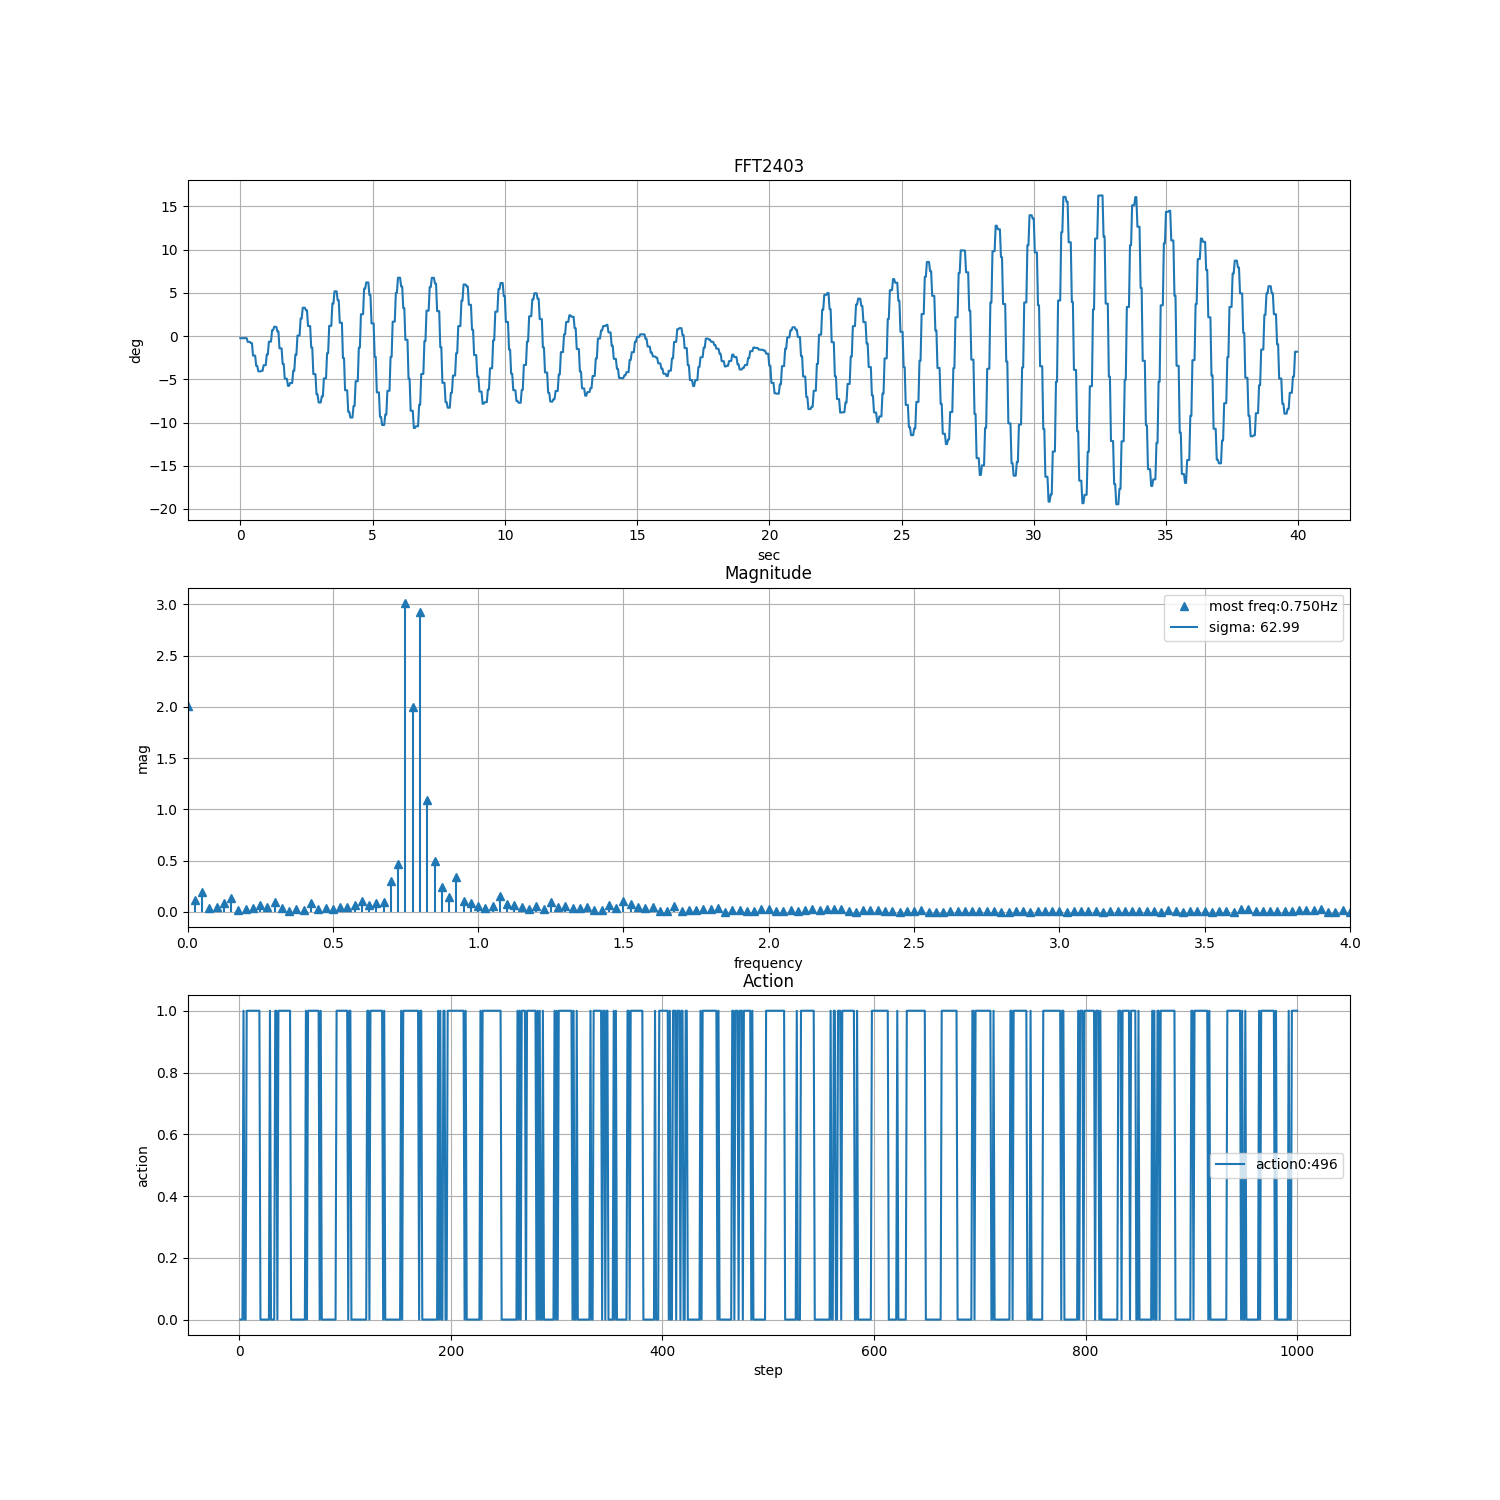 FFT2403
15
10
5
0
−5
−10
−15
−20
deg
0 5 10 15 20 25 30 35 40
sec
Magnitude
3.0
2.5
2.0
1.5
1.0
0.5
0.0
mag
most freq:0.750Hz
sigma: 62.99
0.0 0.5 1.0 1.5 2.0 2.5 3.0 3.5 4.0
frequency
Action
1.0
0.8
0.6
0.4
0.2
0.0
action
action0:496
0 200 400 600 800 1000
step